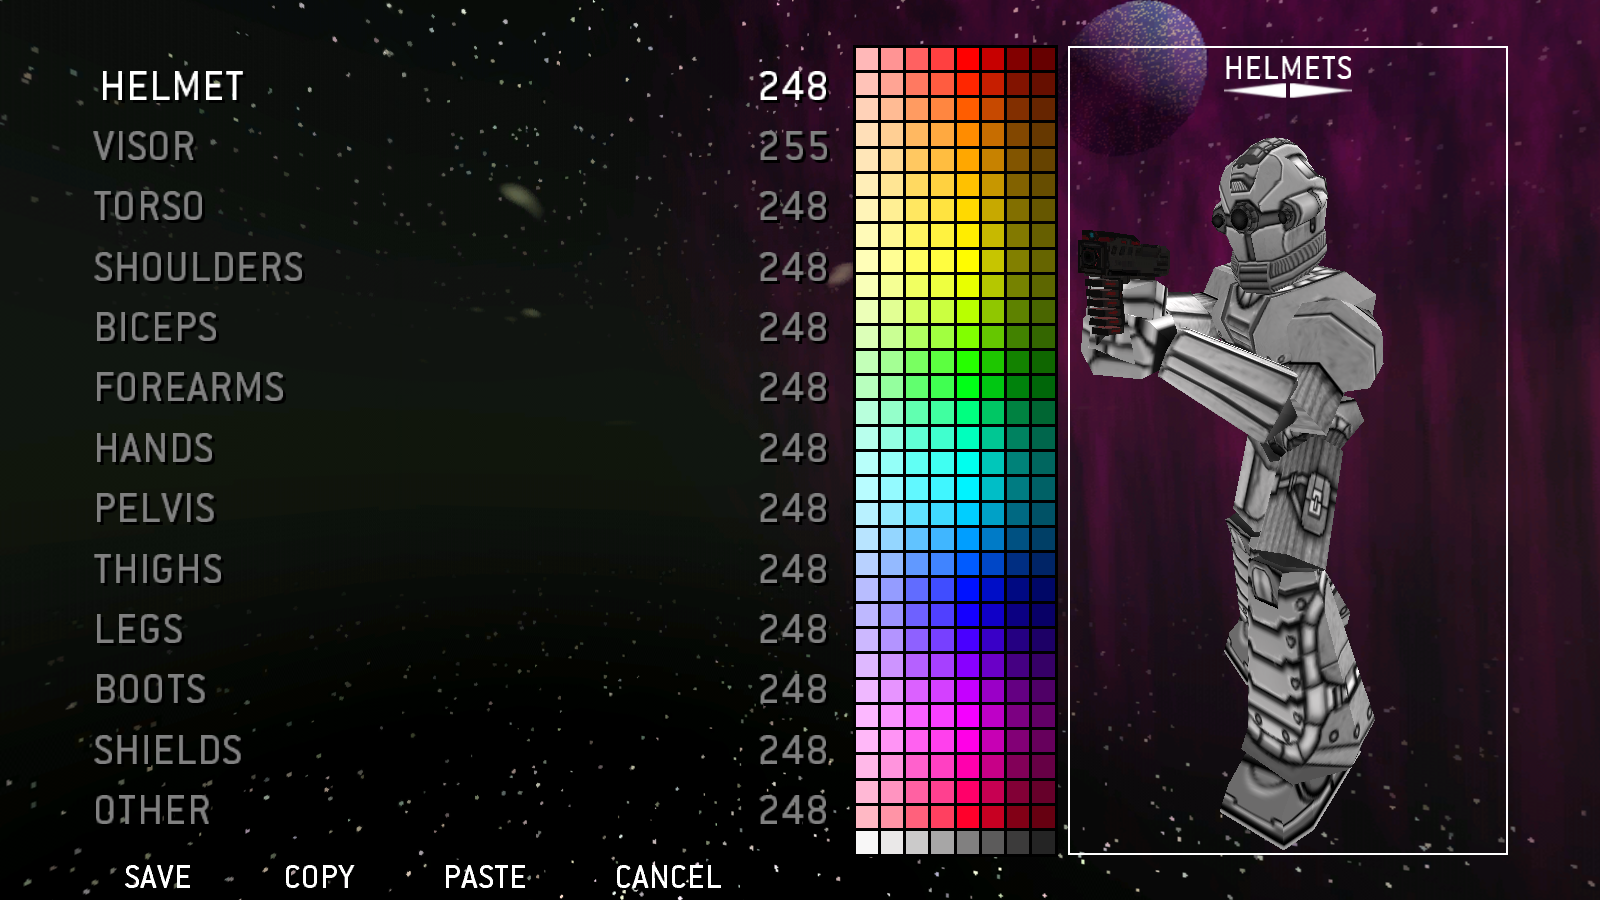 HELMET 248
VISOR 255
TORSO 248
SHOULDERS 248
BICEPS 248
FOREARMS 248
HANDS 248
PELVIS 248
THIGHS 248
LEGS 248
BOOTS 248
SHIELDS 248
OTHER 248
SAVE COPY PASTE CANCEL
HELMETS